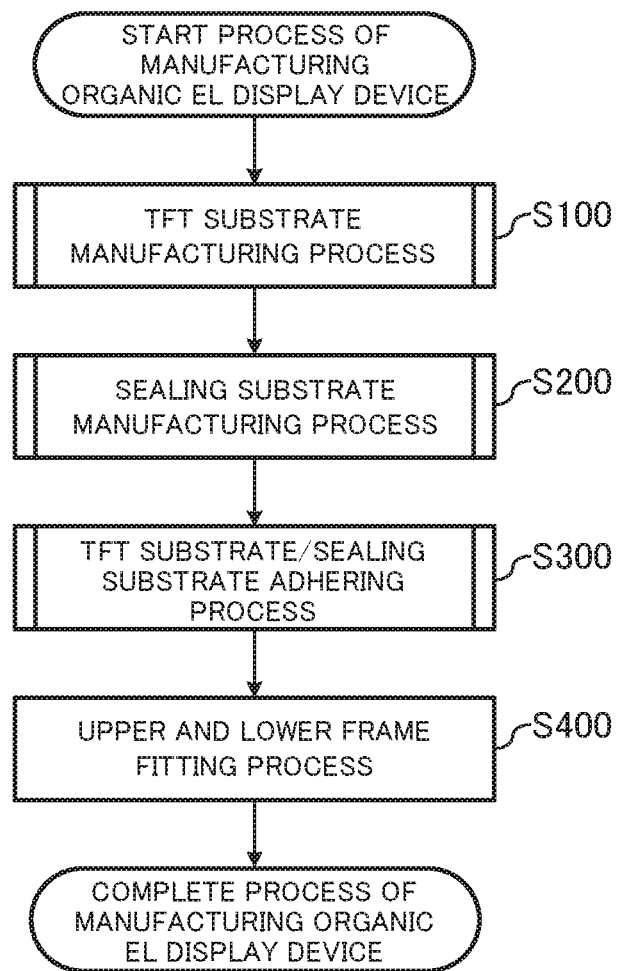 START PROCESS OF
MANUFACTURING
ORGANIC EL DISPLAY DEVICE
TFT SUBSTRATE
MANUFACTURING PROCESS
S100
SEALING SUBSTRATE
MANUFACTURING PROCESS
S200
TFT SUBSTRATE/SEALING
SUBSTRATE ADHERING
PROCESS
S300
UPPER AND LOWER FRAME
FITTING PROCESS
S400
COMPLETE PROCESS OF
MANUFACTURING ORGANIC
EL DISPLAY DEVICE